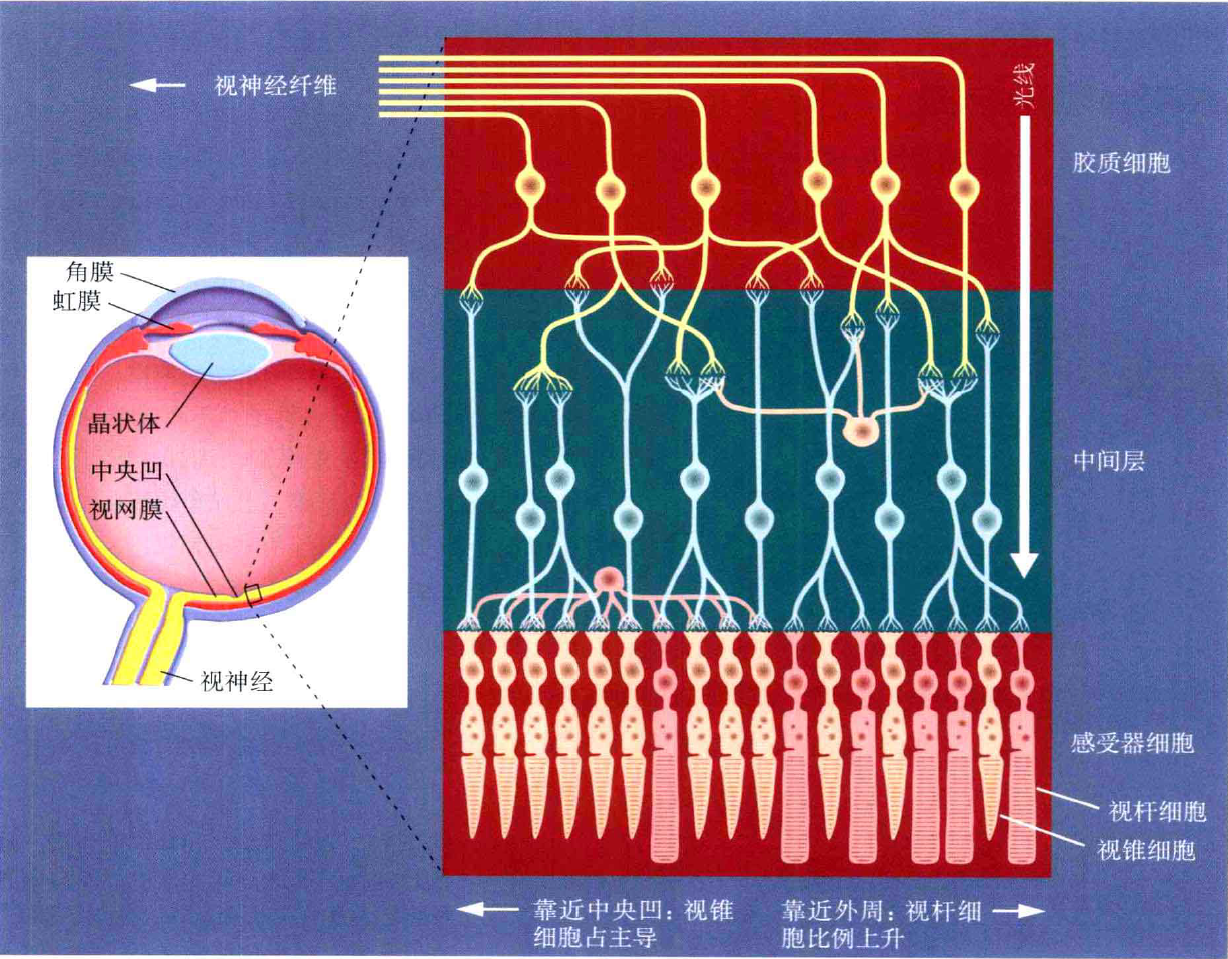 视神经纤维
光线
胶质细胞
角膜
虹膜
晶状体
中央凹
视网膜
中间层
视神经
感受器细胞
视杆细胞
视锥细胞
靠近中央凹：视锥
细胞占主导
靠近外周：视杆细
胞比例上升